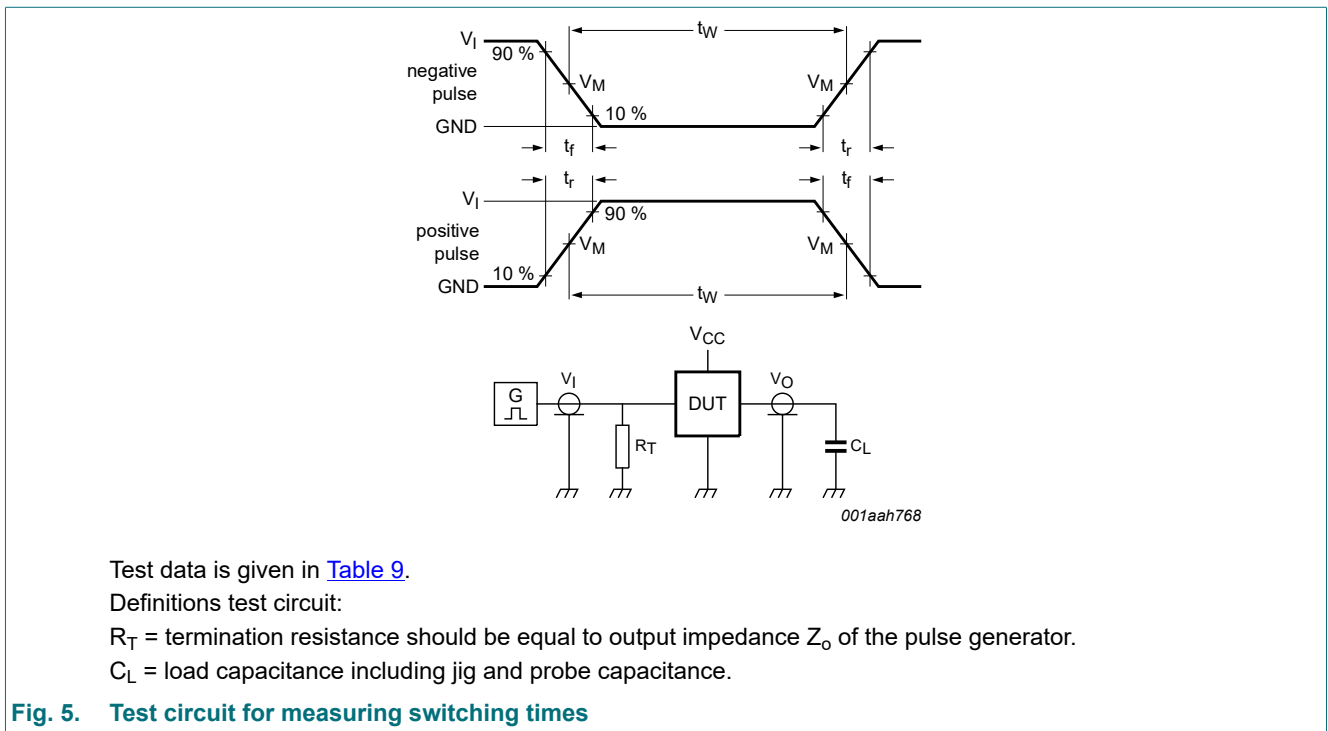 V_I
90 %
t_W
negative
pulse
V_M
V_M
10 %
GND
t_f
t_r
t_r
t_f
V_I
90 %
positive
pulse
V_M
V_M
10 %
GND
t_W
V_CC
G
V_I
DUT
V_O
R_T
C_L
001aah768
Test data is given in Table 9.
Definitions test circuit:
R_T = termination resistance should be equal to output impedance Z_o of the pulse generator.
C_L = load capacitance including jig and probe capacitance.
Fig. 5. Test circuit for measuring switching times